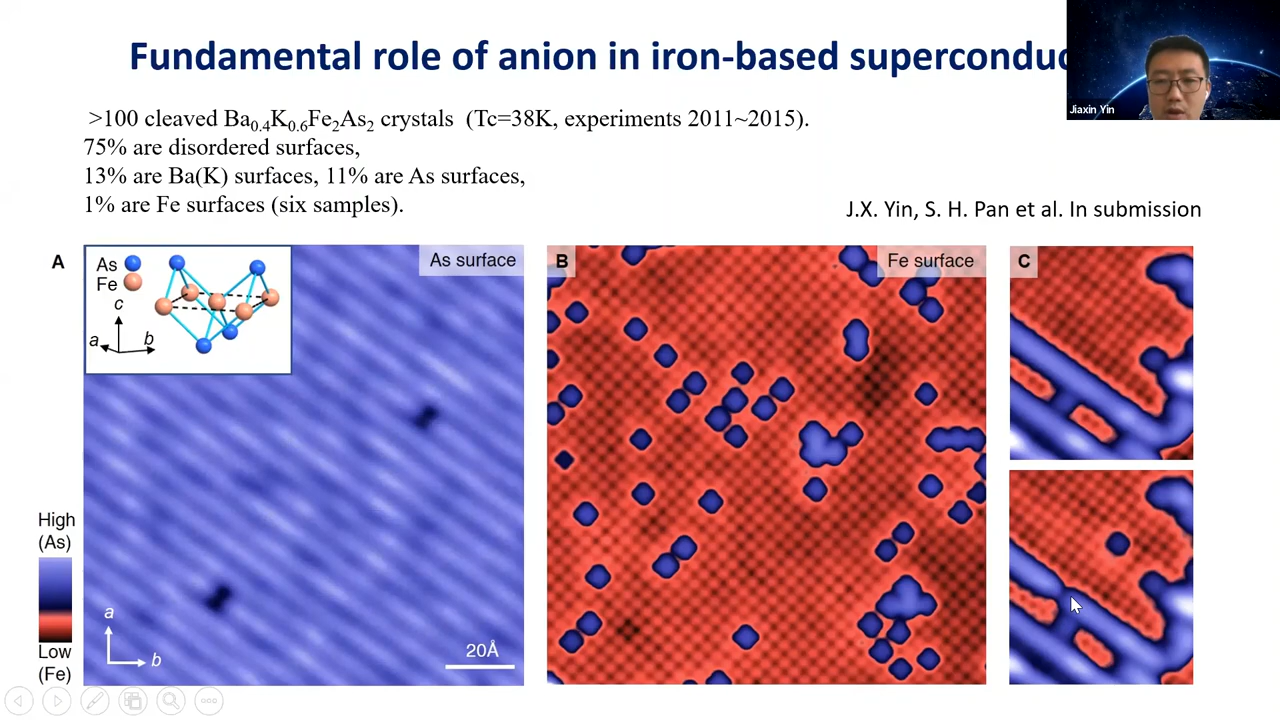 Fundamental role of anion in iron-based supercondu
Jiaxin Yin
>100 cleaved Ba0.4K0.6Fe2As2 crystals (Tc=38K, experiments 2011~2015).
75% are disordered surfaces,
13% are Ba(K) surfaces, 11% are As surfaces,
1% are Fe surfaces (six samples).
J.X. Yin, S. H. Pan et al. In submission
A
As
Fe
c
a
b
As surface
B
Fe surface
C
High
(As)
Low
(Fe)
a
b
20Å